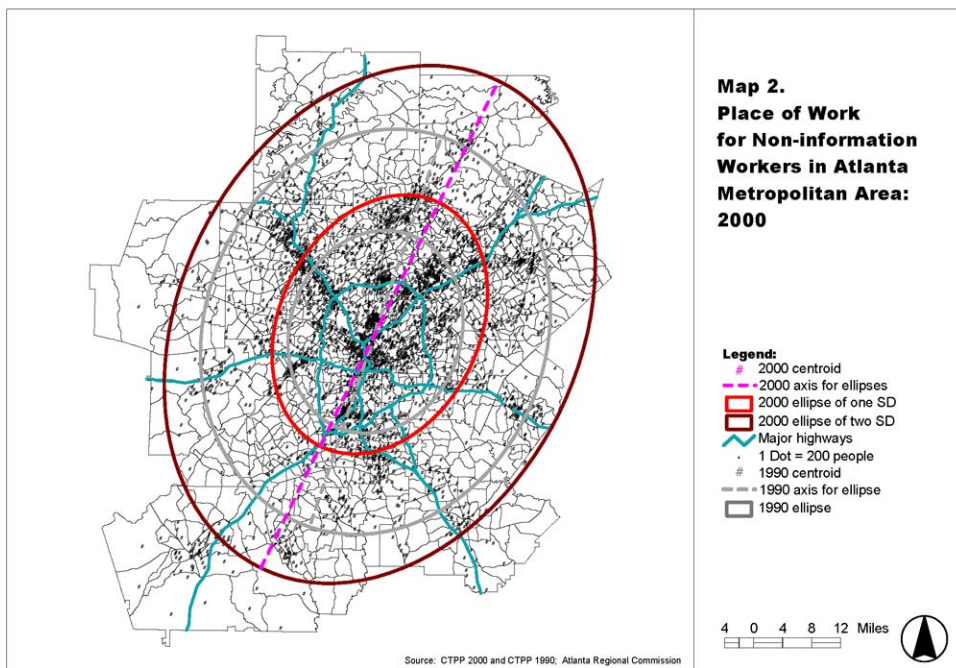 Map 2.
Place of Work
for Non-information
Workers in Atlanta
Metropolitan Area:
2000
Legend:
# 2000 centroid
2000 axis for ellipses
2000 ellipse of one SD
2000 ellipse of two SD
Major highways
1 Dot = 200 people
# 1990 centroid
1990 axis for ellipse
1990 ellipse
4 0 4 8 12 Miles
Source: CTPP 2000 and CTPP 1990; Atlanta Regional Commission